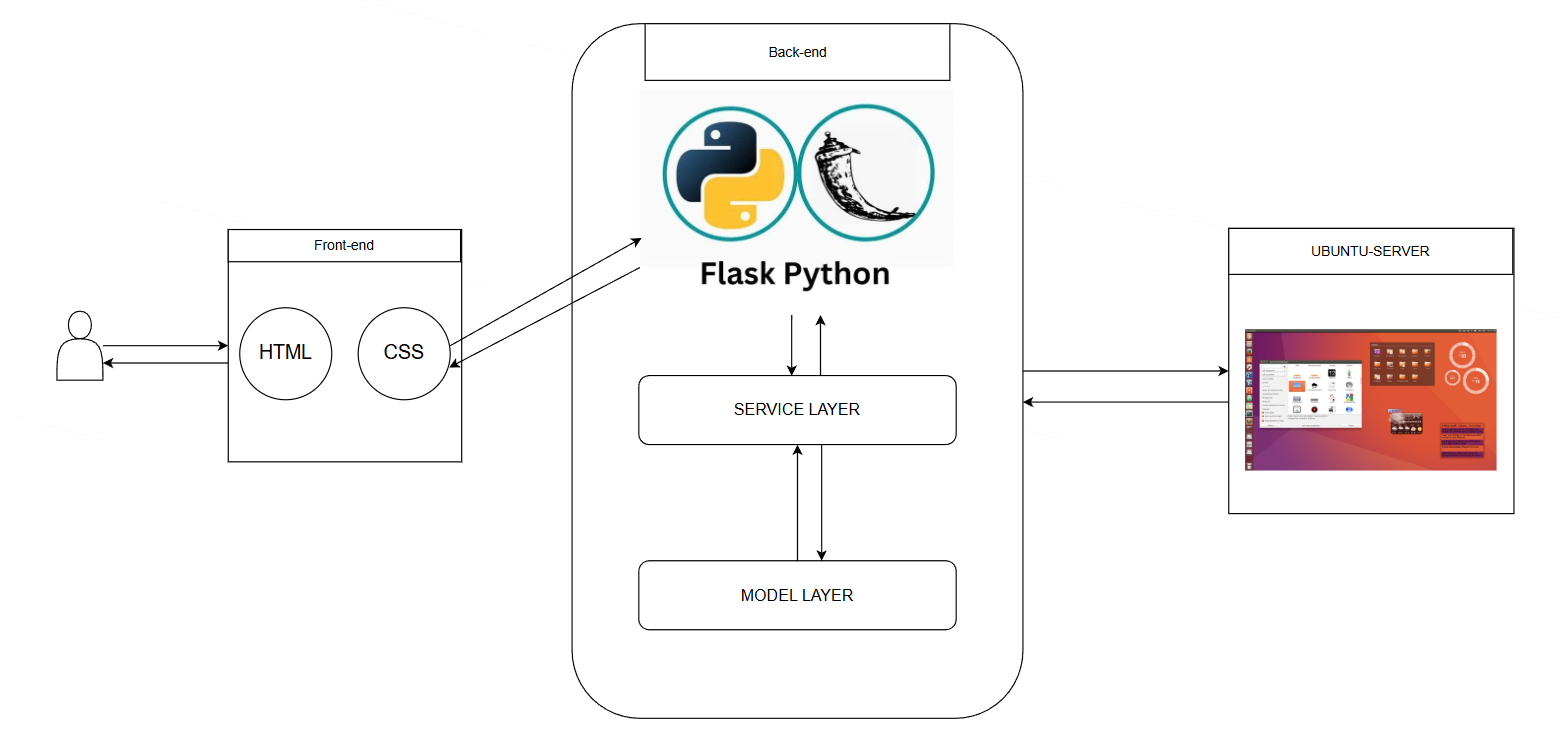 Back-end
Flask Python
Front-end
HTML
CSS
SERVICE LAYER
MODEL LAYER
UBUNTU-SERVER